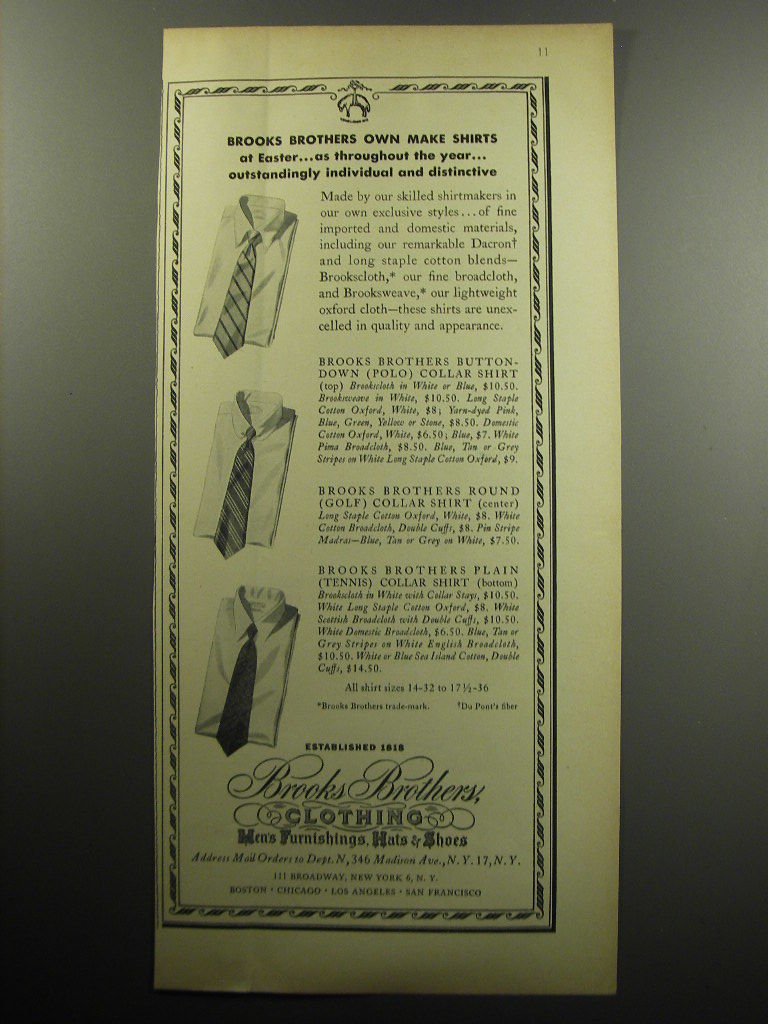 11
BROOKS BROTHERS OWN MAKE SHIRTS
at Easter...as throughout the year...
outstandingly individual and distinctive
Made by our skilled shirtmakers in
our own exclusive styles...of fine
imported and domestic materials,
including our remarkable Dacron†
and long staple cotton blends—
Brookscloth,* our fine broadcloth,
and Brooksweave,* our lightweight
oxford cloth—these shirts are unex-
celled in quality and appearance.
BROOKS BROTHERS BUTTON-
DOWN (POLO) COLLAR SHIRT
(top) Brookscloth in White or Blue, $10.50.
Brooksweave in White, $10.50. Long Staple
Cotton Oxford, White, $8; Yarn-dyed Pink,
Blue, Green, Yellow or Stone, $8.50. Domestic
Cotton Oxford, White, $6.50; Blue, $7. White
Pima Broadcloth, $8.50. Blue, Tan or Grey
Stripes on White Long Staple Cotton Oxford, $9.
BROOKS BROTHERS ROUND
(GOLF) COLLAR SHIRT (center)
Long Staple Cotton Oxford, White, $8. White
Cotton Broadcloth, Double Cuffs, $8. Pin Stripe
Madras—Blue, Tan or Grey on White, $7.50.
BROOKS BROTHERS PLAIN
(TENNIS) COLLAR SHIRT (bottom)
Brookscloth in White with Collar Stays, $10.50.
White Long Staple Cotton Oxford, $8. White
Scottish Broadcloth with Double Cuffs, $10.50.
White Domestic Broadcloth, $6.50. Blue, Tan or
Grey Stripes on White English Broadcloth,
$10.50. White or Blue Sea Island Cotton, Double
Cuffs, $14.50.
All shirt sizes 14-32 to 17½-36
*Brooks Brothers trade-mark. †Du Pont's fiber
ESTABLISHED 1818
Brooks Brothers,
CLOTHING
Men's Furnishings, Hats & Shoes
Address Mail Orders to Dept. N, 346 Madison Ave., N.Y. 17, N.Y.
111 BROADWAY, NEW YORK 6, N. Y.
BOSTON · CHICAGO · LOS ANGELES · SAN FRANCISCO